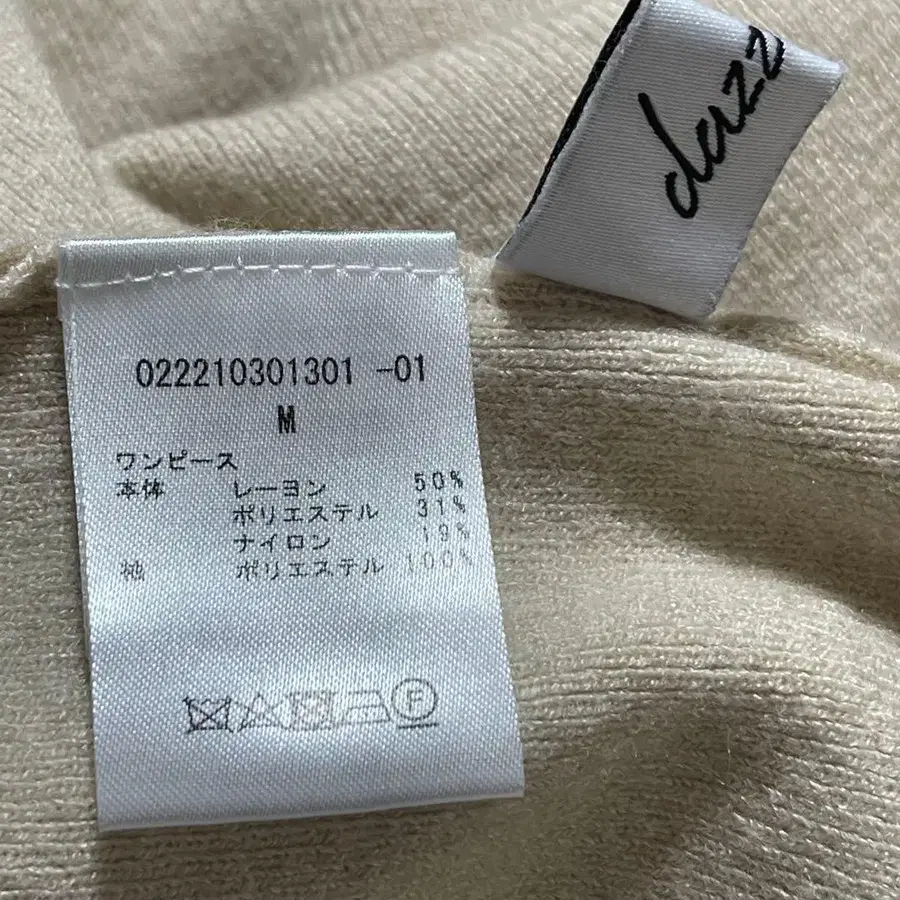 dazz
022210301301 -01
M
ワンピース
本体 レーヨン 50%
ポリエステル 31%
ナイロン 19%
袖 ポリエステル 100%
F